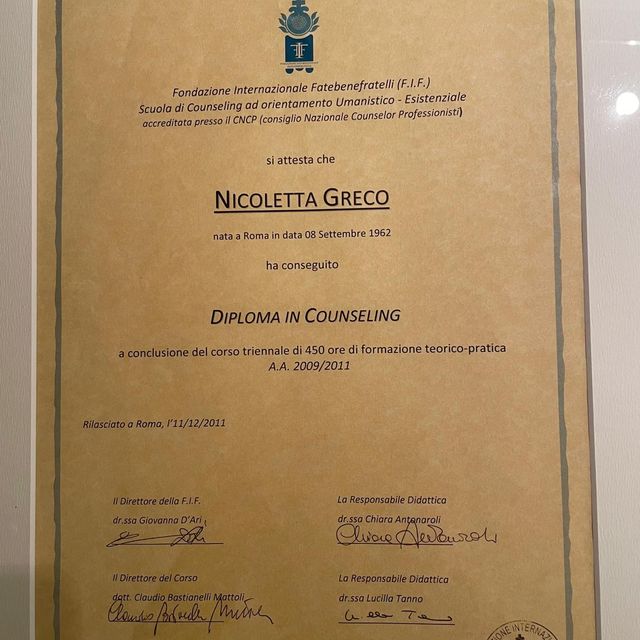 Fondazione Internazionale Fatebenefratelli (F.I.F.)
Scuola di Counseling ad orientamento Umanistico - Esistenziale
accreditata presso il CNCP (consiglio Nazionale Counselor Professionisti)
si attesta che
NICOLETTA GRECO
nata a Roma in data 08 Settembre 1962
ha conseguito
DIPLOMA IN COUNSELING
a conclusione del corso triennale di 450 ore di formazione teorico-pratica
A.A. 2009/2011
Rilasciato a Roma, l'11/12/2011
Il Direttore della F.I.F.
dr.ssa Giovanna D'Ari
La Responsabile Didattica
dr.ssa Chiara Antonaroli
Chiara Antonaroli
Il Direttore del Corso
dott. Claudio Bastianelli Mattoli
La Responsabile Didattica
dr.ssa Lucilla Tanno